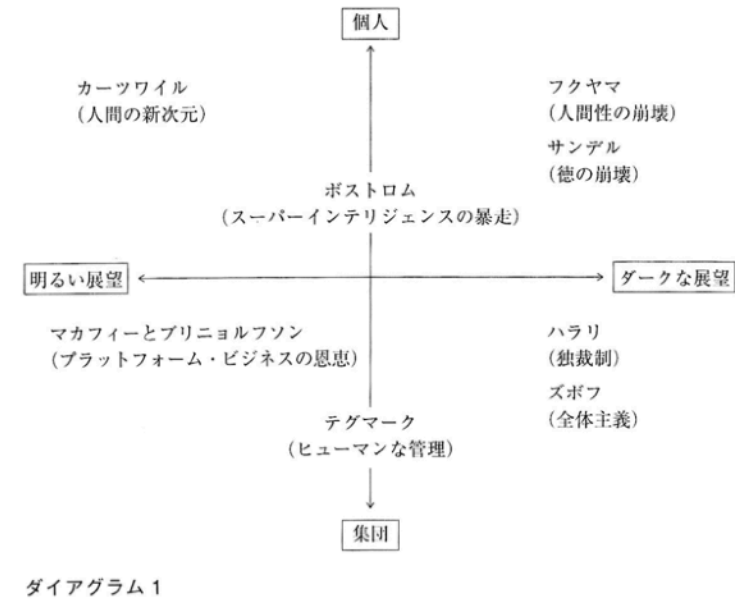 個人
カーツワイル
(人間の新次元)
フクヤマ
(人間性の崩壊)
サンデル
(徳の崩壊)
ボストロム
(スーパーインテリジェンスの暴走)
明るい展望
ダークな展望
マカフィーとブリニョルフソン
(プラットフォーム・ビジネスの恩恵)
ハラリ
(独裁制)
ズボフ
(全体主義)
テグマーク
(ヒューマンな管理)
集団
ダイアグラム 1